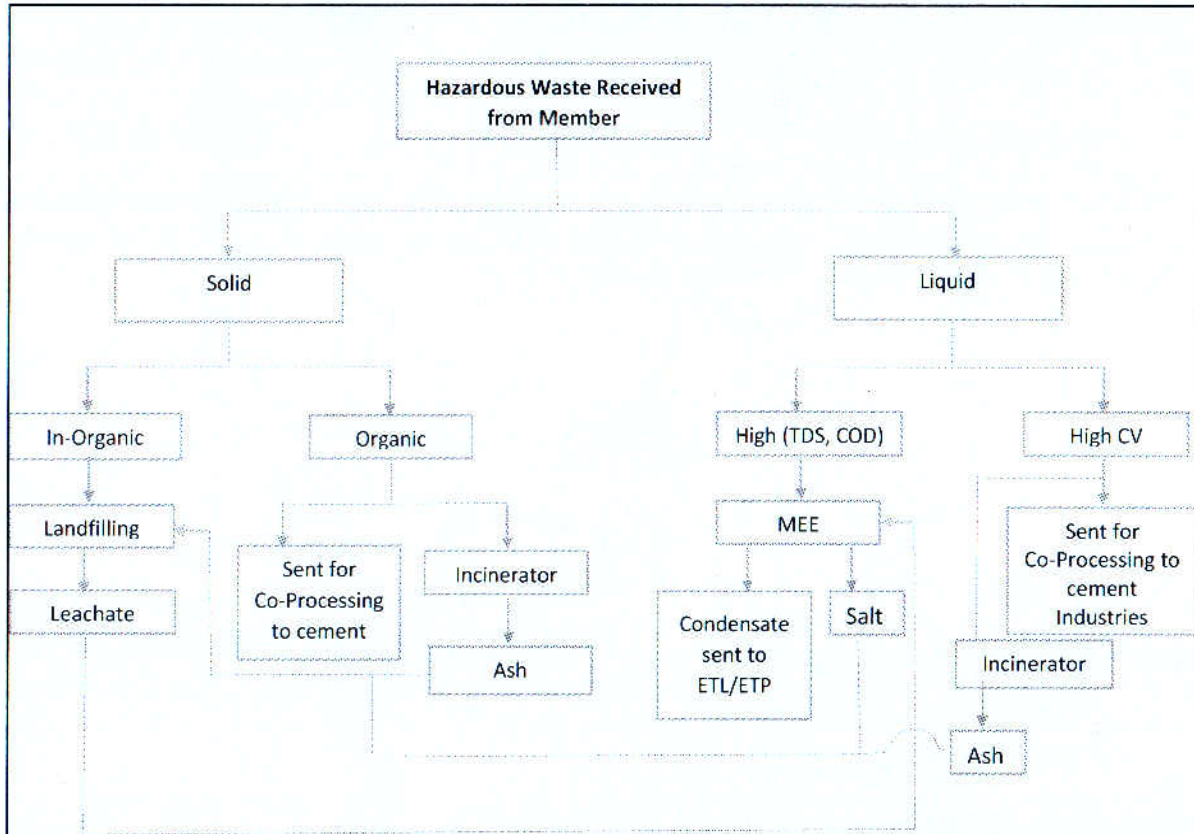 Hazardous Waste Received
from Member
Solid
Liquid
In-Organic
Organic
High (TDS, COD)
High CV
Landfilling
Sent for
Co-Processing
to cement
Incinerator
MEE
Sent for
Co-Processing to
cement
Industries
Leachate
Ash
Condensate
sent to
ETL/ETP
Salt
Incinerator
Ash